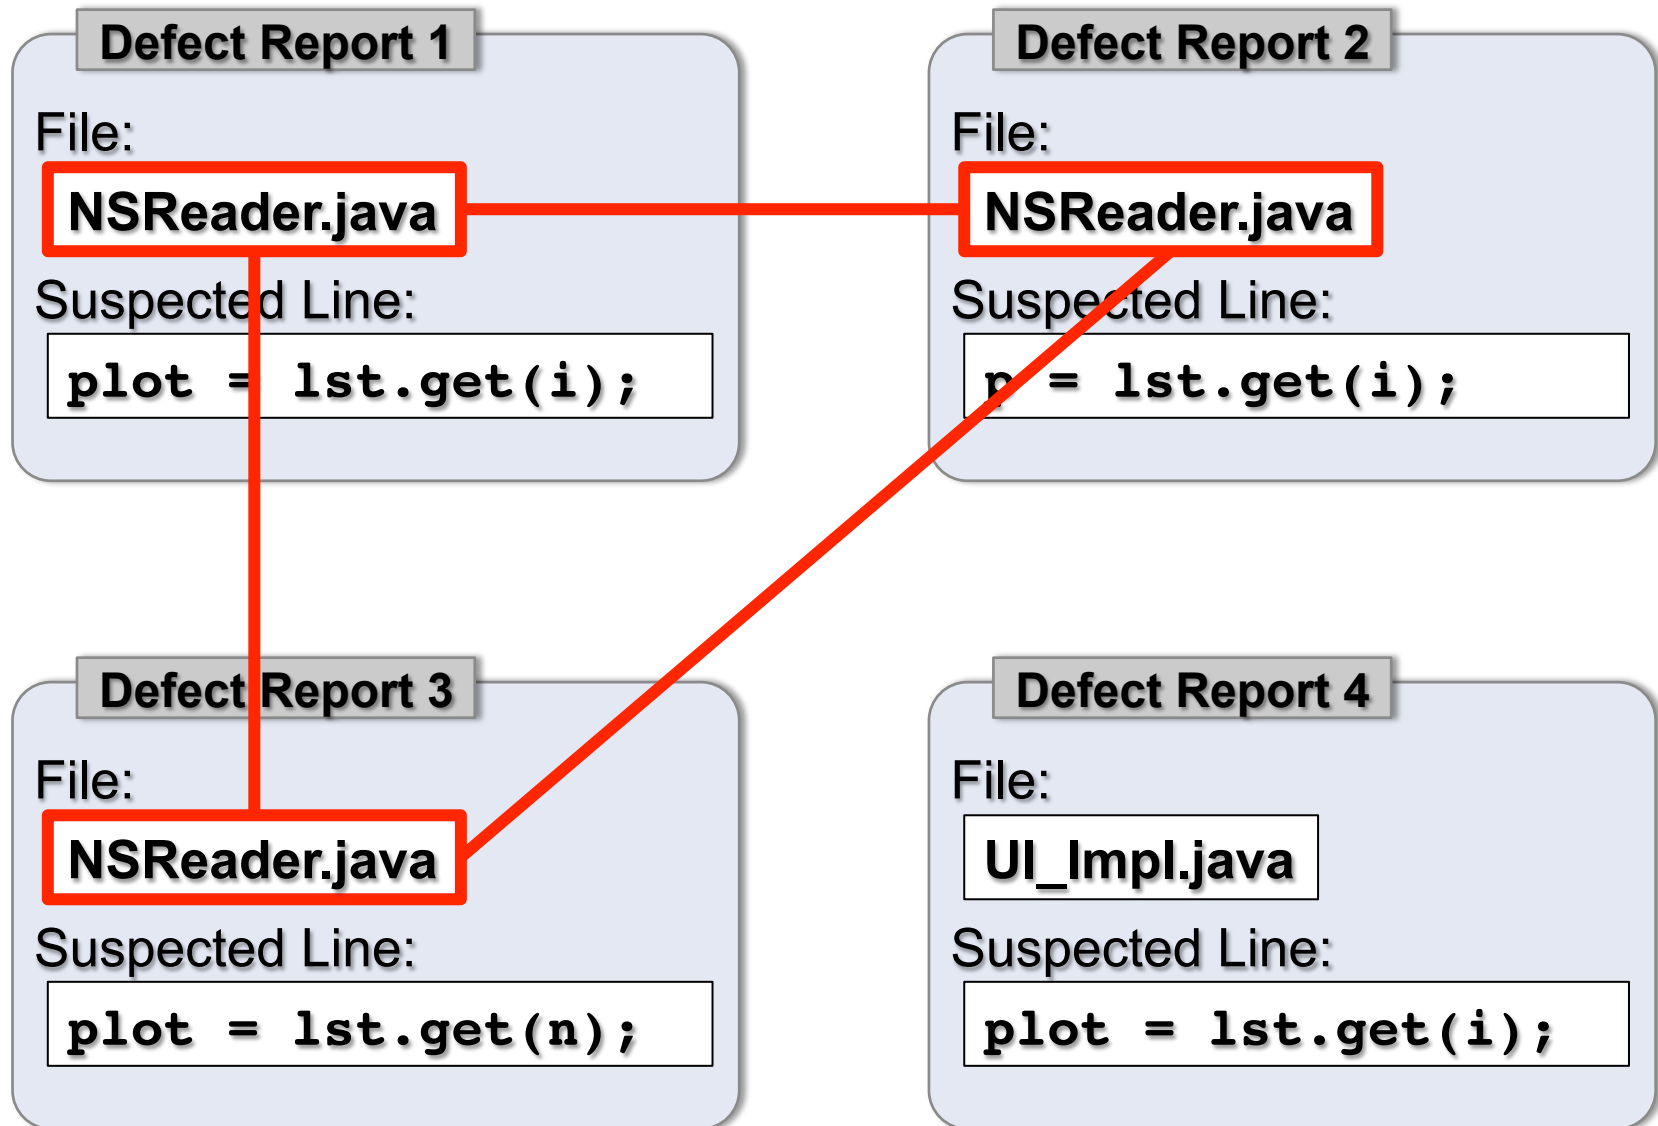 Defect Report 1
File:
NSReader.java
Suspected Line:
plot = lst.get(i);
Defect Report 2
File:
NSReader.java
Suspected Line:
p = lst.get(i);
Defect Report 3
File:
NSReader.java
Suspected Line:
plot = lst.get(n);
Defect Report 4
File:
UI_Impl.java
Suspected Line:
plot = lst.get(i);